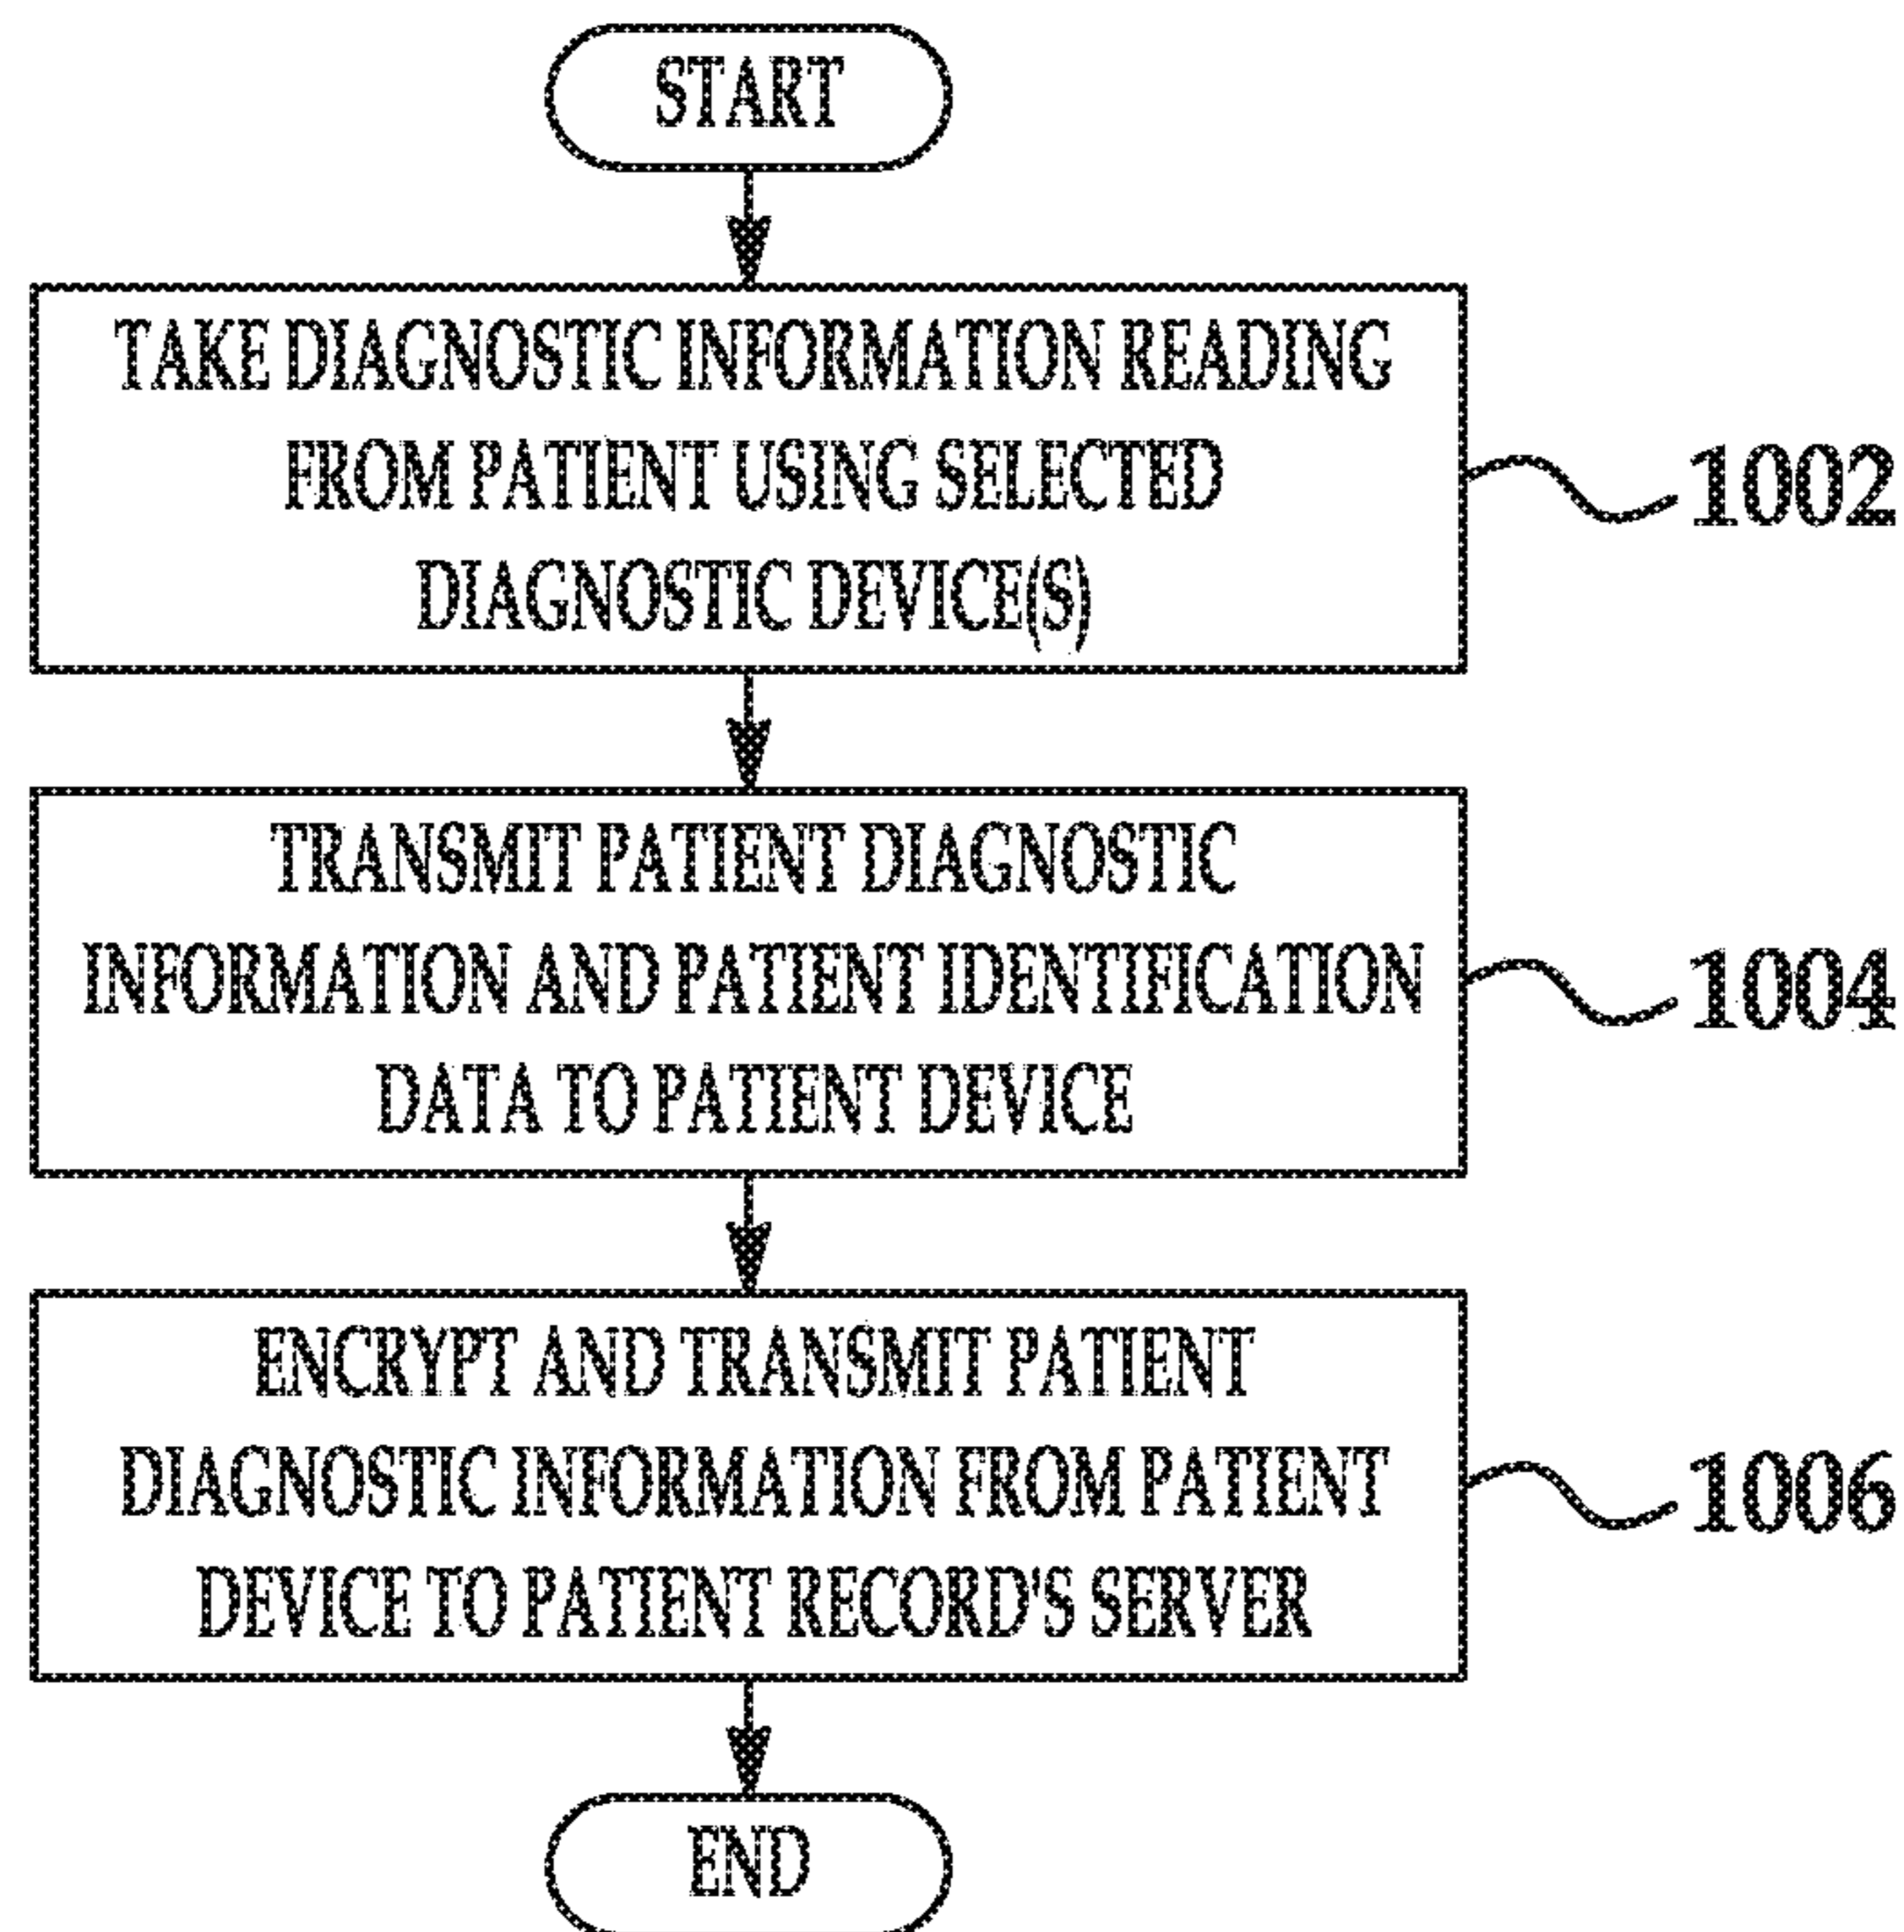 START
TAKE DIAGNOSTIC INFORMATION READING
FROM PATIENT USING SELECTED
DIAGNOSTIC DEVICE(S)
1002
TRANSMIT PATIENT DIAGNOSTIC
INFORMATION AND PATIENT IDENTIFICATION
DATA TO PATIENT DEVICE
1004
ENCRYPT AND TRANSMIT PATIENT
DIAGNOSTIC INFORMATION FROM PATIENT
DEVICE TO PATIENT RECORD'S SERVER
1006
END